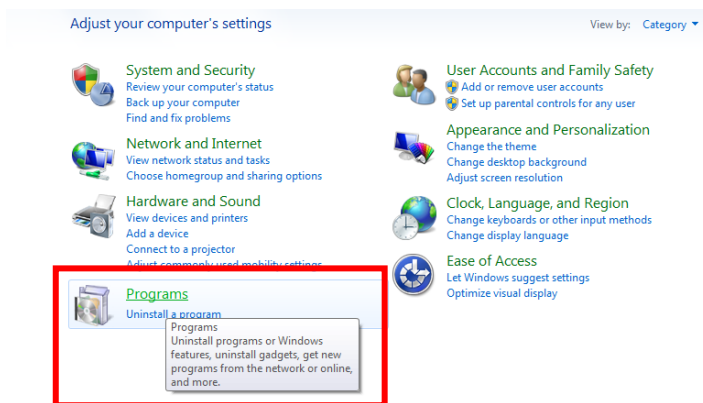 Adjust your computer's settings
View by: Category
System and Security
Review your computer's status
Back up your computer
Find and fix problems
Network and Internet
View network status and tasks
Choose homegroup and sharing options
Hardware and Sound
View devices and printers
Add a device
Connect to a projector
Adjust commonly used mobility settings
Programs
Uninstall a program
Programs
Uninstall programs or Windows
features, uninstall gadgets, get new
programs from the network or online,
and more.
User Accounts and Family Safety
Add or remove user accounts
Set up parental controls for any user
Appearance and Personalization
Change the theme
Change desktop background
Adjust screen resolution
Clock, Language, and Region
Change keyboards or other input methods
Change display language
Ease of Access
Let Windows suggest settings
Optimize visual display